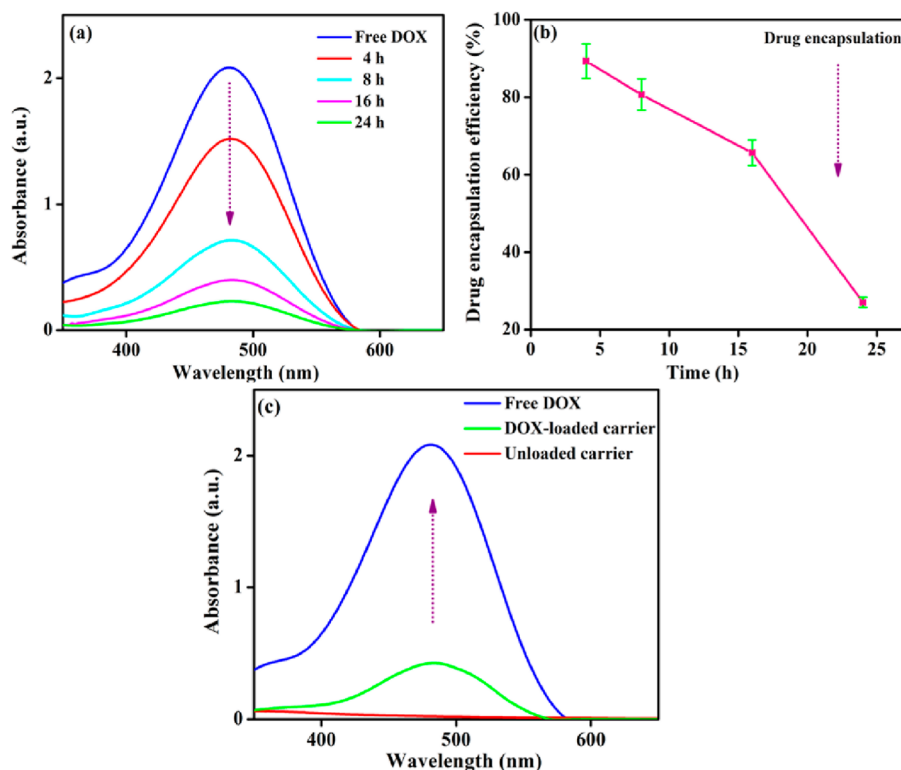 (a)
Free DOX
4 h
8 h
16 h
24 h
2
1
0
400
500
600
Wavelength (nm)
Absorbance (a.u.)
(b)
Drug encapsulation
100
80
60
40
20
0
5
10
15
20
25
Time (h)
Drug encapsulation efficiency (%)
(c)
Free DOX
DOX-loaded carrier
Unloaded carrier
2
1
0
400
500
600
Wavelength (nm)
Absorbance (a.u.)